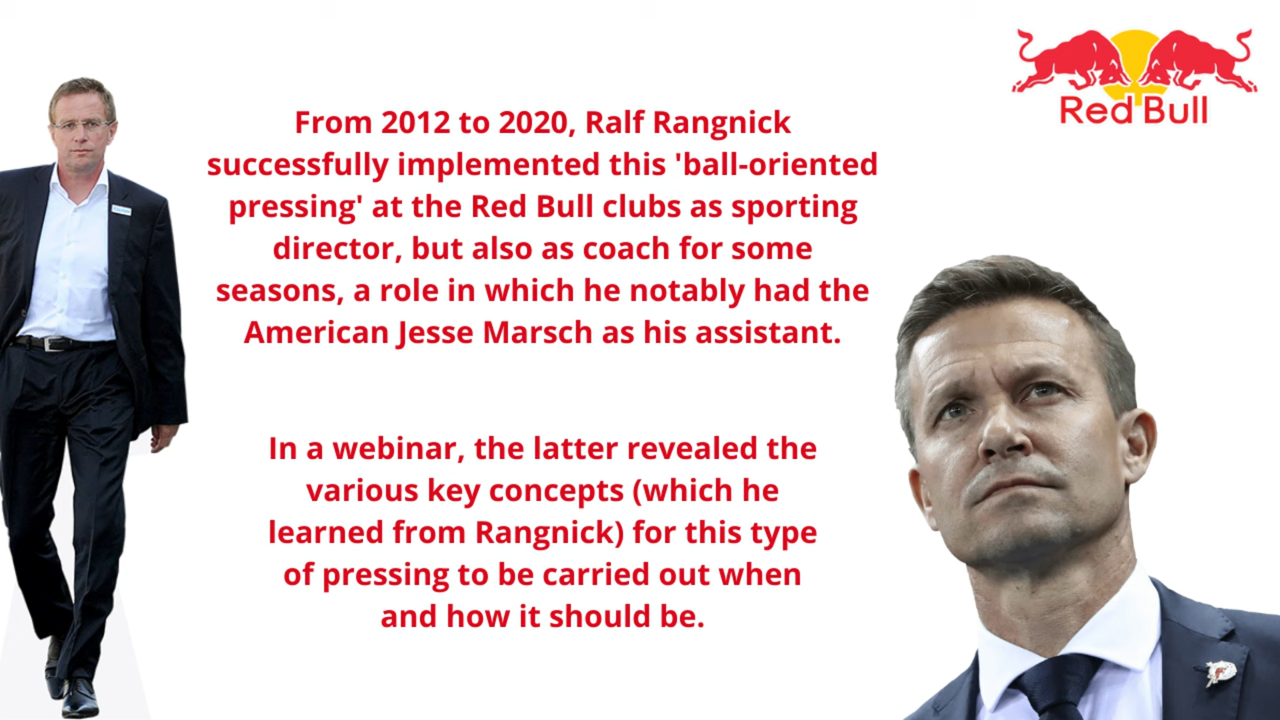 Red Bull
From 2012 to 2020, Ralf Rangnick
successfully implemented this 'ball-oriented
pressing' at the Red Bull clubs as sporting
director, but also as coach for some
seasons, a role in which he notably had the
American Jesse Marsch as his assistant.
In a webinar, the latter revealed the
various key concepts (which he
learned from Rangnick) for this type
of pressing to be carried out when
and how it should be.